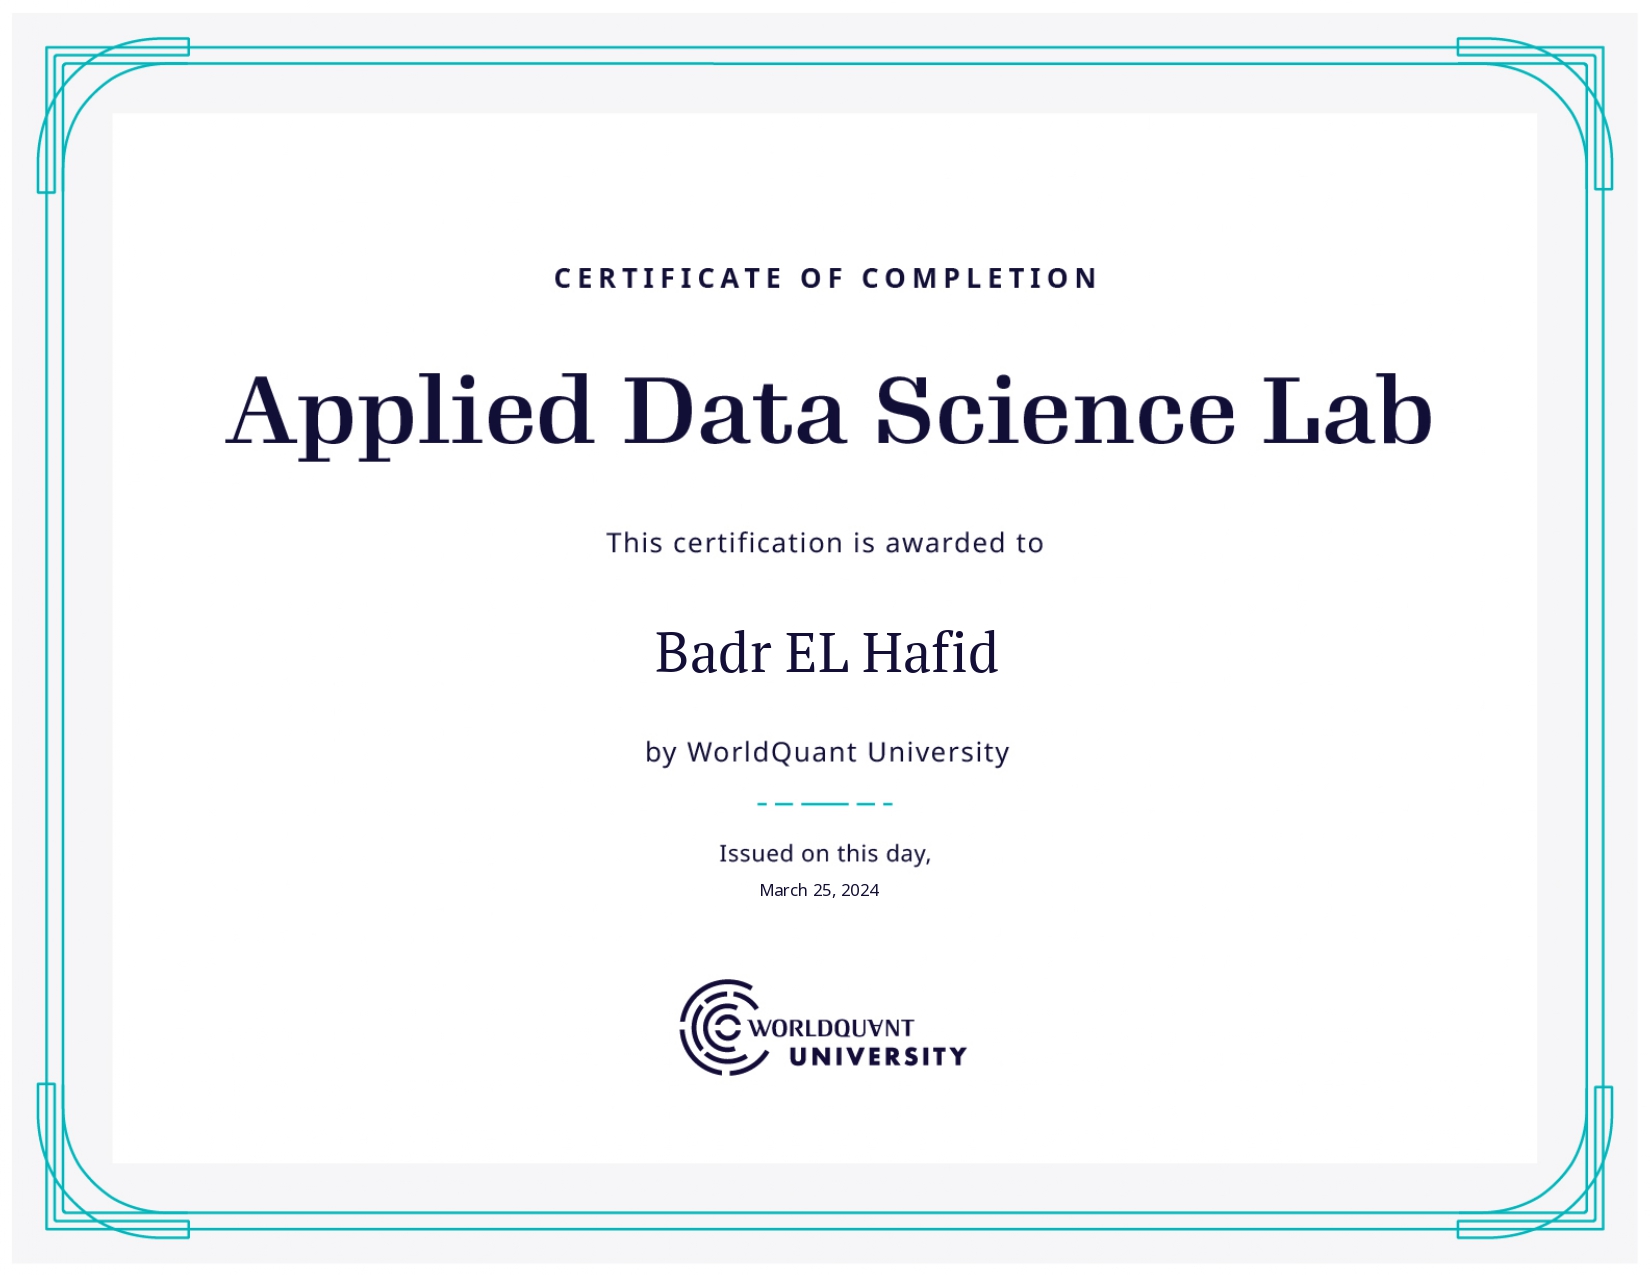 CERTIFICATE OF COMPLETION
Applied Data Science Lab
This certification is awarded to
Badr EL Hafid
by WorldQuant University
Issued on this day,
March 25, 2024
WORLDQUANT
UNIVERSITY